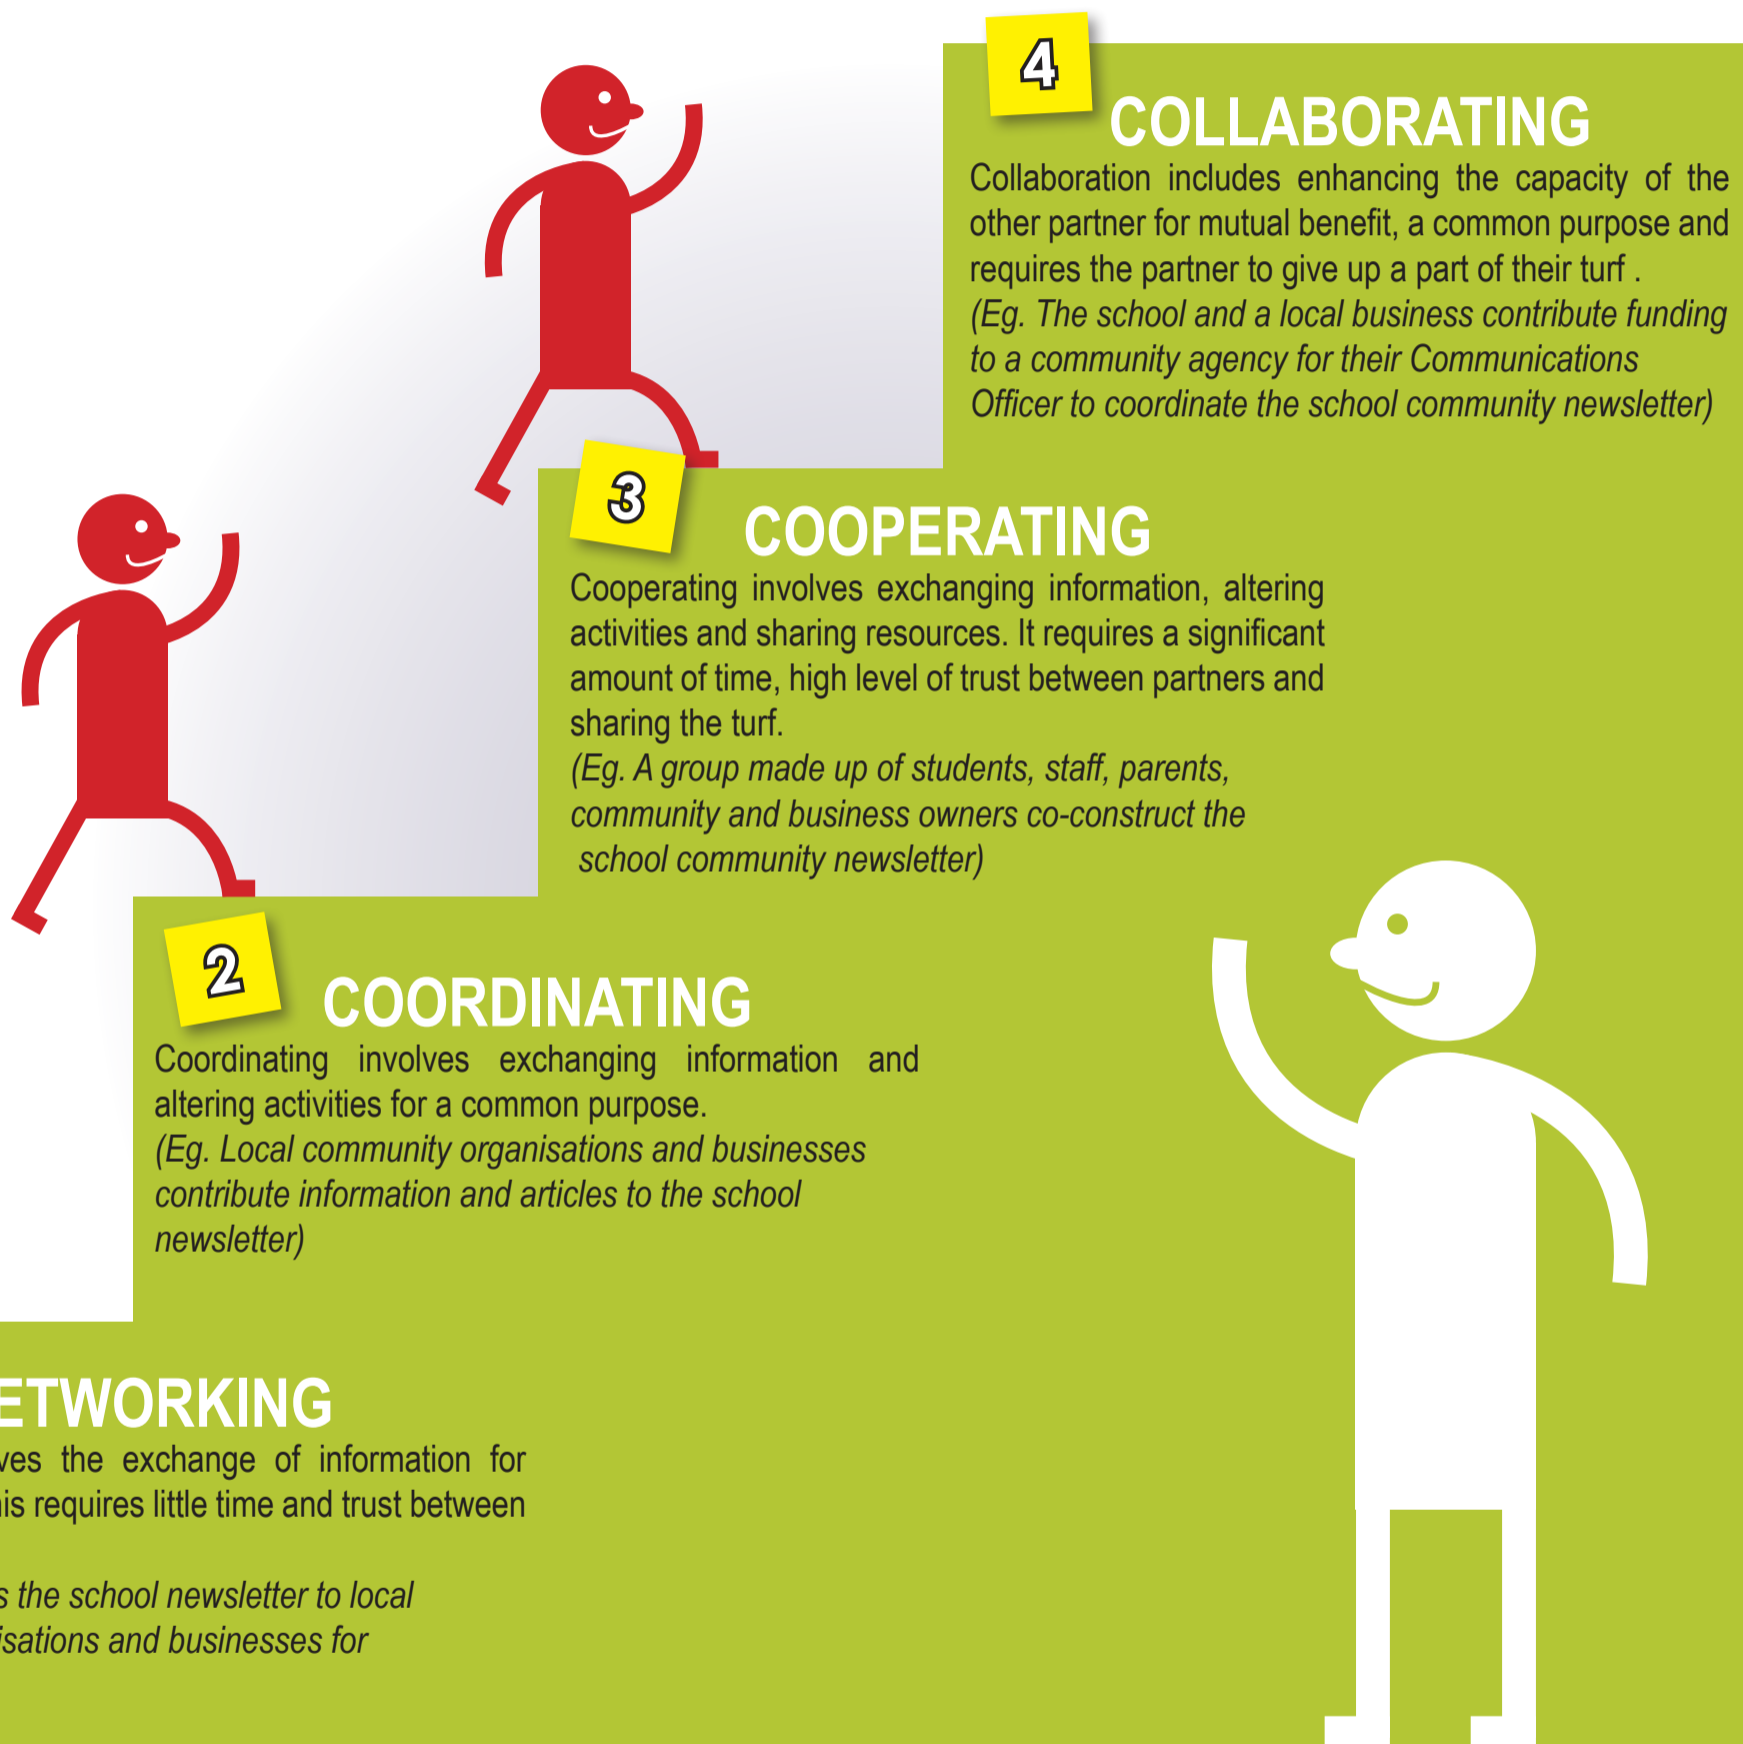 4
COLLABORATING
Collaboration includes enhancing the capacity of the
other partner for mutual benefit, a common purpose and
requires the partner to give up a part of their turf .
(Eg. The school and a local business contribute funding
to a community agency for their Communications
Officer to coordinate the school community newsletter)
3
COOPERATING
Cooperating involves exchanging information, altering
activities and sharing resources. It requires a significant
amount of time, high level of trust between partners and
sharing the turf.
(Eg. A group made up of students, staff, parents,
community and business owners co-construct the
school community newsletter)
2
COORDINATING
Coordinating involves exchanging information and
altering activities for a common purpose.
(Eg. Local community organisations and businesses
contribute information and articles to the school
newsletter)
ETWORKING
ves the exchange of information for
is requires little time and trust between
s the school newsletter to local
isations and businesses for